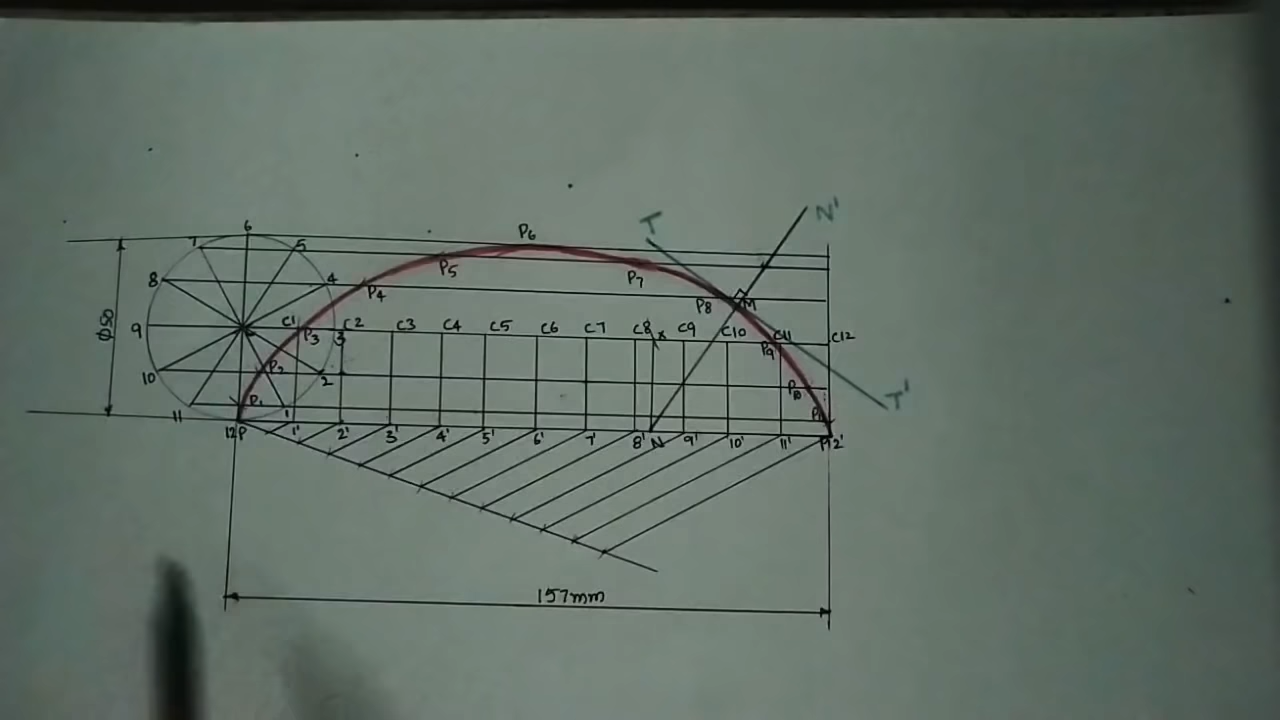 N'
T
6
P6
7
5
P5
P7
8
4
P4
P8
M
Ø50
9
C1
P3
C2
3
C3
C4
C5
C6
C7
C8
x
C9
C10
C11
P9
C12
P2
10
2
P10
T'
P1
11
1
12
P
1'
2'
3'
4'
5'
6'
7'
8'
N
9'
10'
11'
12'
157mm